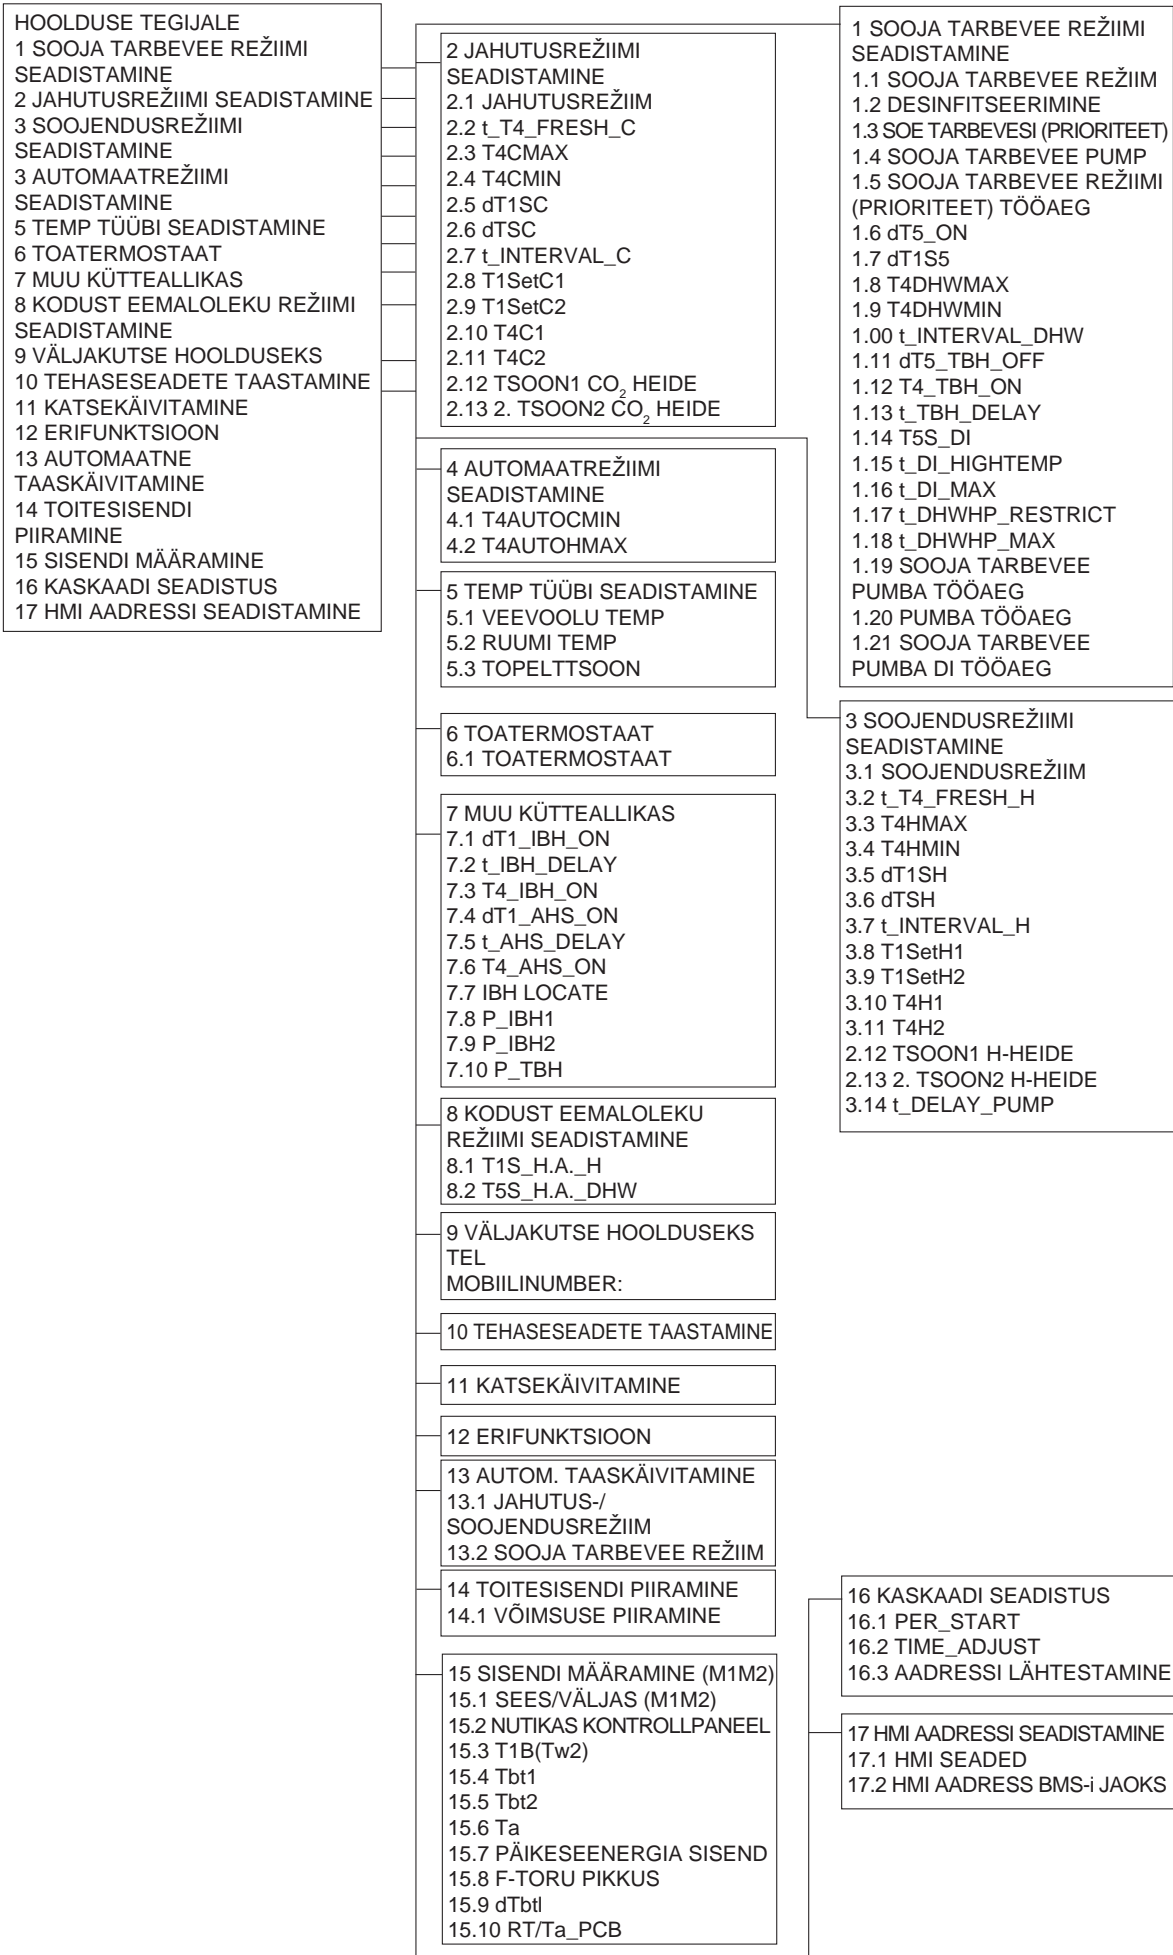 HOOLDUSE TEGIJALE
1 SOOJA TARBEVEE REŽIIMI
SEADISTAMINE
2 JAHUTUSREŽIIMI SEADISTAMINE
3 SOOJENDUSREŽIIMI
SEADISTAMINE
3 AUTOMAATREŽIIMI
SEADISTAMINE
5 TEMP TÜÜBI SEADISTAMINE
6 TOATERMOSTAAT
7 MUU KÜTTEALLIKAS
8 KODUST EEMALOLEKU REŽIIMI
SEADISTAMINE
9 VÄLJAKUTSE HOOLDUSEKS
10 TEHASESEADETE TAASTAMINE
11 KATSEKÄIVITAMINE
12 ERIFUNKTSIOON
13 AUTOMAATNE
TAASKÄIVITAMINE
14 TOITESISENDI
PIIRAMINE
15 SISENDI MÄÄRAMINE
16 KASKAADI SEADISTUS
17 HMI AADRESSI SEADISTAMINE
2 JAHUTUSREŽIIMI
SEADISTAMINE
2.1 JAHUTUSREŽIIM
2.2 t_T4_FRESH_C
2.3 T4CMAX
2.4 T4CMIN
2.5 dT1SC
2.6 dTSC
2.7 t_INTERVAL_C
2.8 T1SetC1
2.9 T1SetC2
2.10 T4C1
2.11 T4C2
2.12 TSOON1 CO₂ HEIDE
2.13 2. TSOON2 CO₂ HEIDE
4 AUTOMAATREŽIIMI
SEADISTAMINE
4.1 T4AUTOCMIN
4.2 T4AUTOHMAX
5 TEMP TÜÜBI SEADISTAMINE
5.1 VEEVOOLU TEMP
5.2 RUUMI TEMP
5.3 TOPELTTSOON
6 TOATERMOSTAAT
6.1 TOATERMOSTAAT
7 MUU KÜTTEALLIKAS
7.1 dT1_IBH_ON
7.2 t_IBH_DELAY
7.3 T4_IBH_ON
7.4 dT1_AHS_ON
7.5 t_AHS_DELAY
7.6 T4_AHS_ON
7.7 IBH LOCATE
7.8 P_IBH1
7.9 P_IBH2
7.10 P_TBH
8 KODUST EEMALOLEKU
REŽIIMI SEADISTAMINE
8.1 T1S_H.A._H
8.2 T5S_H.A._DHW
9 VÄLJAKUTSE HOOLDUSEKS
TEL
MOBIILINUMBER:
10 TEHASESEADETE TAASTAMINE
11 KATSEKÄIVITAMINE
12 ERIFUNKTSIOON
13 AUTOM. TAASKÄIVITAMINE
13.1 JAHUTUS-/
SOOJENDUSREŽIIM
13.2 SOOJA TARBEVEE REŽIIM
14 TOITESISENDI PIIRAMINE
14.1 VÕIMSUSE PIIRAMINE
15 SISENDI MÄÄRAMINE (M1M2)
15.1 SEES/VÄLJAS (M1M2)
15.2 NUTIKAS KONTROLLPANEEL
15.3 T1B(Tw2)
15.4 Tbt1
15.5 Tbt2
15.6 Ta
15.7 PÄIKESEENERGIA SISEND
15.8 F-TORU PIKKUS
15.9 dTbtl
15.10 RT/Ta_PCB
1 SOOJA TARBEVEE REŽIIMI
SEADISTAMINE
1.1 SOOJA TARBEVEE REŽIIM
1.2 DESINFITSEERIMINE
1.3 SOE TARBEVESI (PRIORITEET)
1.4 SOOJA TARBEVEE PUMP
1.5 SOOJA TARBEVEE REŽIIMI
(PRIORITEET) TÖÖAEG
1.6 dT5_ON
1.7 dT1S5
1.8 T4DHWMAX
1.9 T4DHWMIN
1.00 t_INTERVAL_DHW
1.11 dT5_TBH_OFF
1.12 T4_TBH_ON
1.13 t_TBH_DELAY
1.14 T5S_DI
1.15 t_DI_HIGHTEMP
1.16 t_DI_MAX
1.17 t_DHWHP_RESTRICT
1.18 t_DHWHP_MAX
1.19 SOOJA TARBEVEE
PUMBA TÖÖAEG
1.20 PUMBA TÖÖAEG
1.21 SOOJA TARBEVEE
PUMBA DI TÖÖAEG
3 SOOJENDUSREŽIIMI
SEADISTAMINE
3.1 SOOJENDUSREŽIIM
3.2 t_T4_FRESH_H
3.3 T4HMAX
3.4 T4HMIN
3.5 dT1SH
3.6 dTSH
3.7 t_INTERVAL_H
3.8 T1SetH1
3.9 T1SetH2
3.10 T4H1
3.11 T4H2
2.12 TSOON1 H-HEIDE
2.13 2. TSOON2 H-HEIDE
3.14 t_DELAY_PUMP
16 KASKAADI SEADISTUS
16.1 PER_START
16.2 TIME_ADJUST
16.3 AADRESSI LÄHTESTAMINE
17 HMI AADRESSI SEADISTAMINE
17.1 HMI SEADED
17.2 HMI AADRESS BMS-i JAOKS